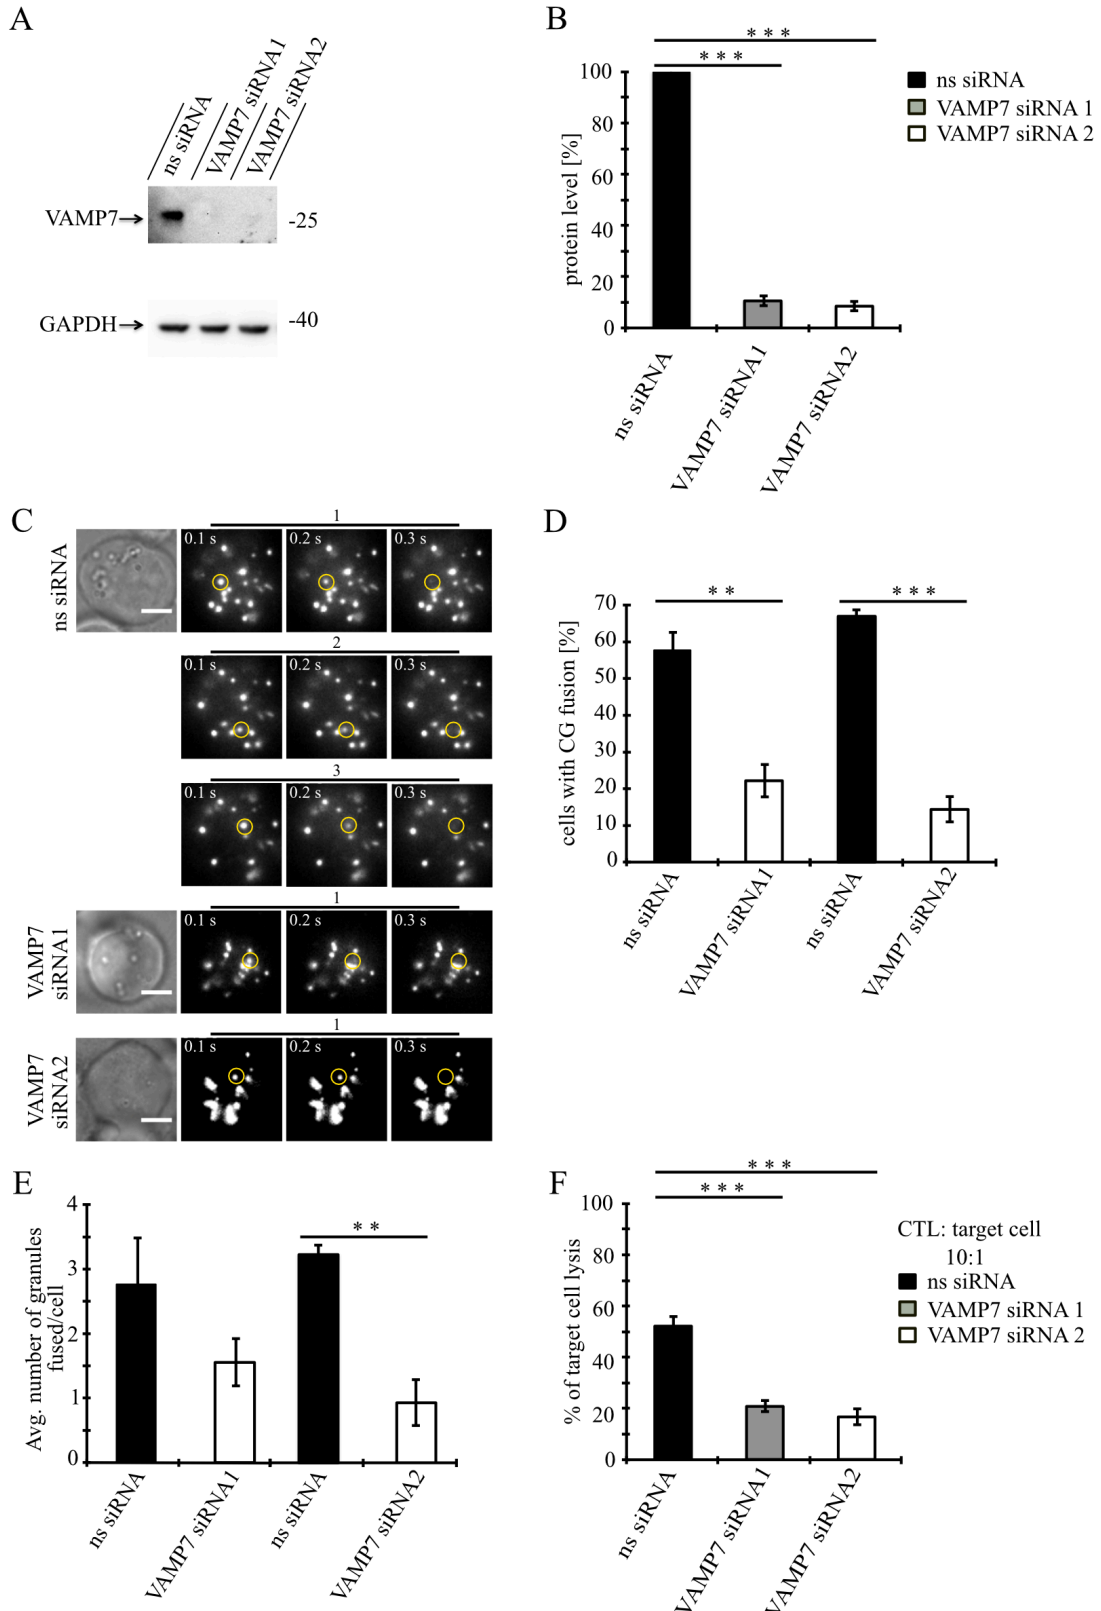 A
ns siRNA
VAMP7 siRNA1
VAMP7 siRNA2
VAMP7
-25
GAPDH
-40
B
* * *
* * *
protein level [%]
100
80
60
40
20
0
ns siRNA
VAMP7 siRNA1
VAMP7 siRNA2
ns siRNA
VAMP7 siRNA 1
VAMP7 siRNA 2
C
ns siRNA
1
0.1 s
0.2 s
0.3 s
2
0.1 s
0.2 s
0.3 s
3
0.1 s
0.2 s
0.3 s
VAMP7
siRNA1
1
0.1 s
0.2 s
0.3 s
VAMP7
siRNA2
1
0.1 s
0.2 s
0.3 s
D
* *
* * *
cells with CG fusion [%]
70
60
50
40
30
20
10
0
ns siRNA
VAMP7 siRNA1
ns siRNA
VAMP7 siRNA2
E
* *
Avg. number of granules
fused/cell
4
3
2
1
0
ns siRNA
VAMP7 siRNA1
ns siRNA
VAMP7 siRNA2
F
* * *
* * *
% of target cell lysis
100
80
60
40
20
0
ns siRNA
VAMP7 siRNA1
VAMP7 siRNA2
CTL: target cell
10:1
ns siRNA
VAMP7 siRNA 1
VAMP7 siRNA 2